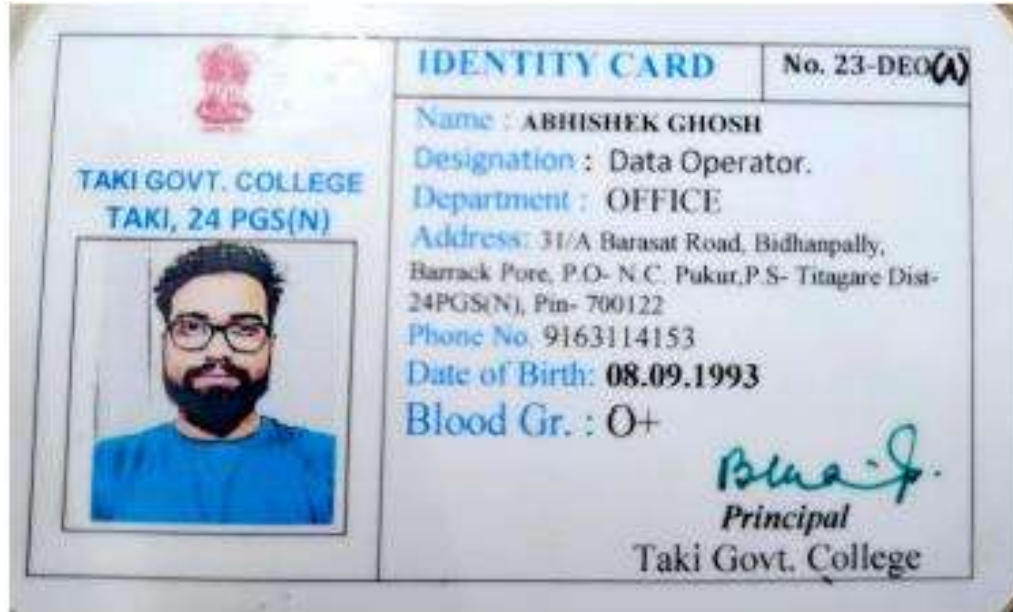 IDENTITY CARD
No. 23-DEO(A)
TAKI GOVT. COLLEGE
TAKI, 24 PGS(N)
Name : ABHISHEK GHOSH
Designation : Data Operator.
Department : OFFICE
Address: 31/A Barasat Road, Bidhanpally,
Barrack Pore, P.O- N.C. Pukur,P.S- Titagare Dist-
24PGS(N), Pin- 700122
Phone No. 9163114153
Date of Birth: 08.09.1993
Blood Gr. : O+
Principal
Taki Govt. College